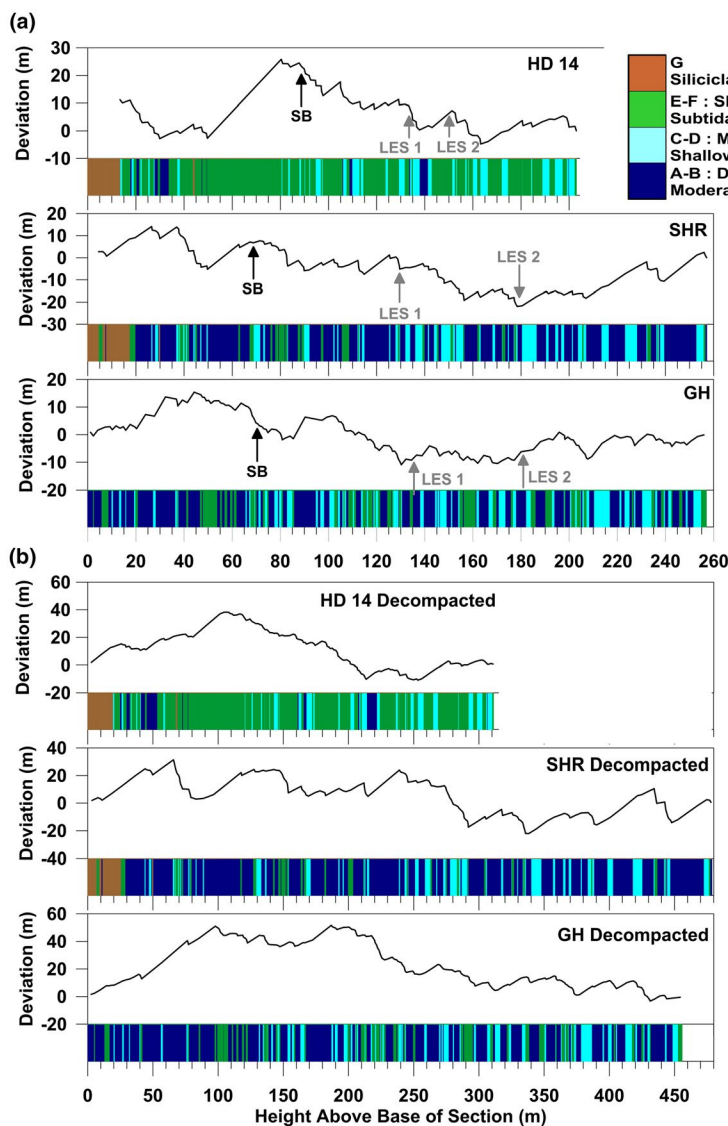 (a)
30
20
10
0
-10
Deviation (m)
HD 14
SB
LES 1
LES 2
G
E-F :
Subtida
C-D : M
Shallov
A-B : D
Modera
20
10
0
-10
-20
-30
Deviation (m)
SHR
SB
LES 1
LES 2
20
10
0
-10
-20
Deviation (m)
GH
SB
LES 1
LES 2
0 20 40 60 80 100 120 140 160 180 200 220 240 260
(b)
60
40
20
0
-20
Deviation (m)
HD 14 Decompacted
40
20
0
-20
-40
Deviation (m)
SHR Decompacted
60
40
20
0
-20
Deviation (m)
GH Decompacted
0 50 100 150 200 250 300 350 400 450
Height Above Base of Section (m)